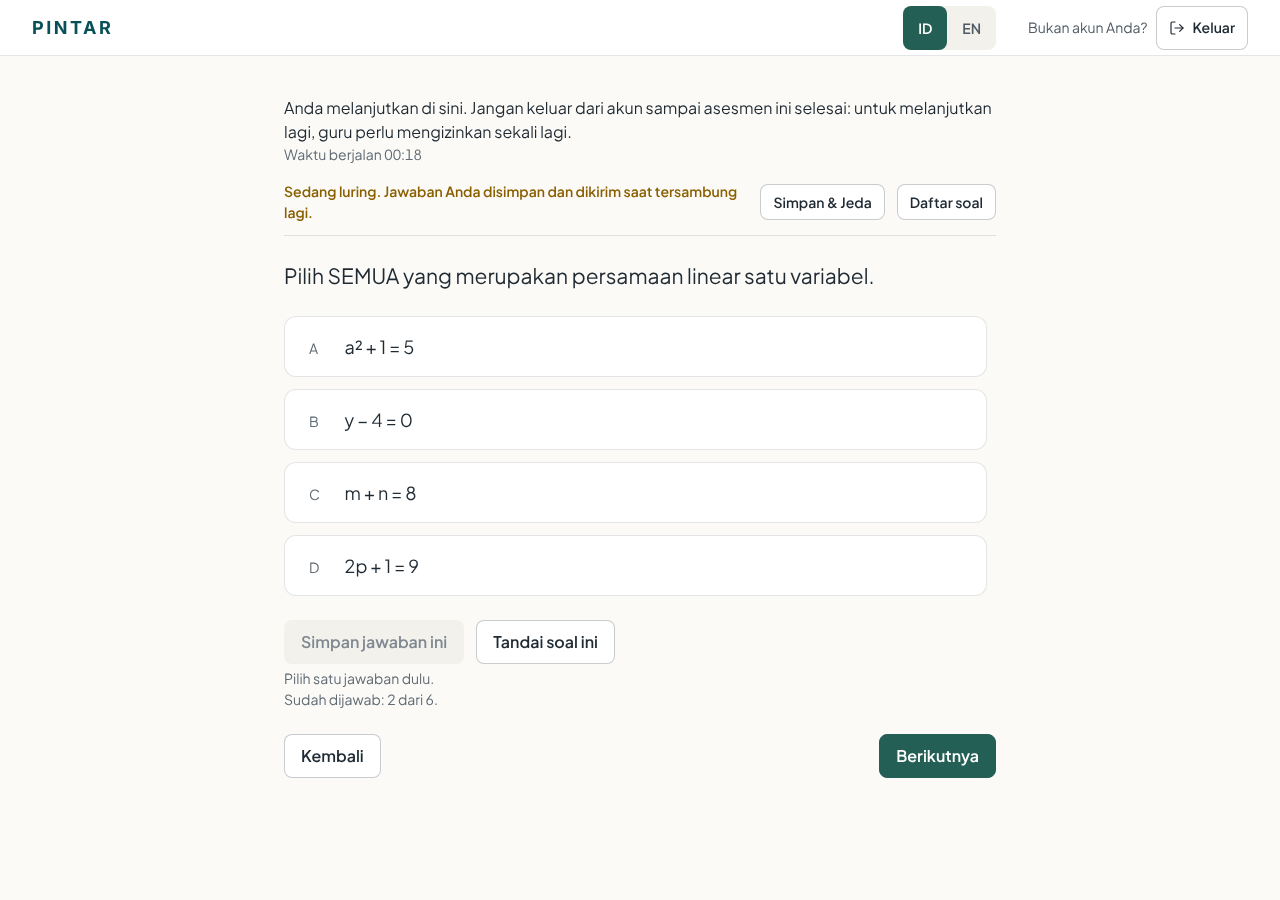 PINTAR
ID
EN
Bukan akun Anda?
Keluar
Anda melanjutkan di sini. Jangan keluar dari akun sampai asesmen ini selesai: untuk melanjutkan
lagi, guru perlu mengizinkan sekali lagi.
Waktu berjalan 00:18
Sedang luring. Jawaban Anda disimpan dan dikirim saat tersambung
lagi.
Simpan & Jeda
Daftar soal
Pilih SEMUA yang merupakan persamaan linear satu variabel.
A a² + 1 = 5
B y − 4 = 0
C m + n = 8
D 2p + 1 = 9
Simpan jawaban ini
Tandai soal ini
Pilih satu jawaban dulu.
Sudah dijawab: 2 dari 6.
Kembali
Berikutnya